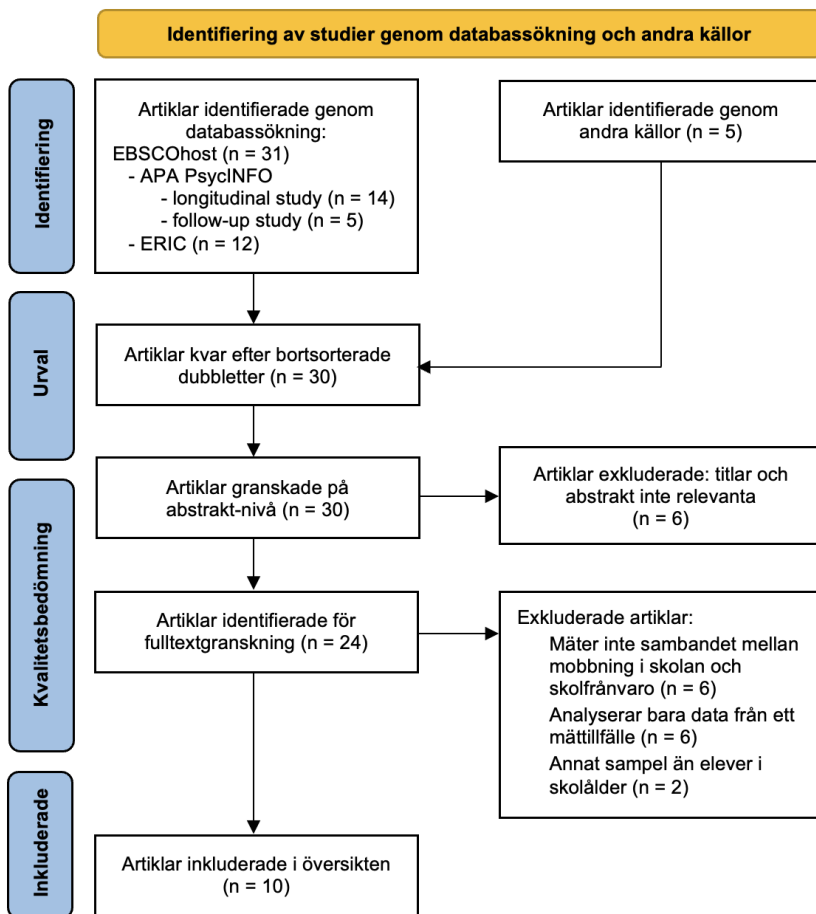 Identifiering av studier genom databassökning och andra källor
Identifiering
Artiklar identifierade genom
databassökning:
EBSCOhost (n = 31)
- APA PsycINFO
- longitudinal study (n = 14)
- follow-up study (n = 5)
- ERIC (n = 12)
Artiklar identifierade genom
andra källor (n = 5)
Urval
Artiklar kvar efter bortsorterade
dubbletter (n = 30)
Kvalitetsbedömning
Artiklar granskade på
abstrakt-nivå (n = 30)
Artiklar exkluderade: titlar och
abstrakt inte relevanta
(n = 6)
Artiklar identifierade för
fulltextgranskning (n = 24)
Exkluderade artiklar:
Mäter inte sambandet mellan
mobbning i skolan och
skolfrånvaro (n = 6)
Analyserar bara data från ett
mättillfälle (n = 6)
Annat sampel än elever i
skolålder (n = 2)
Inkluderade
Artiklar inkluderade i översikten
(n = 10)